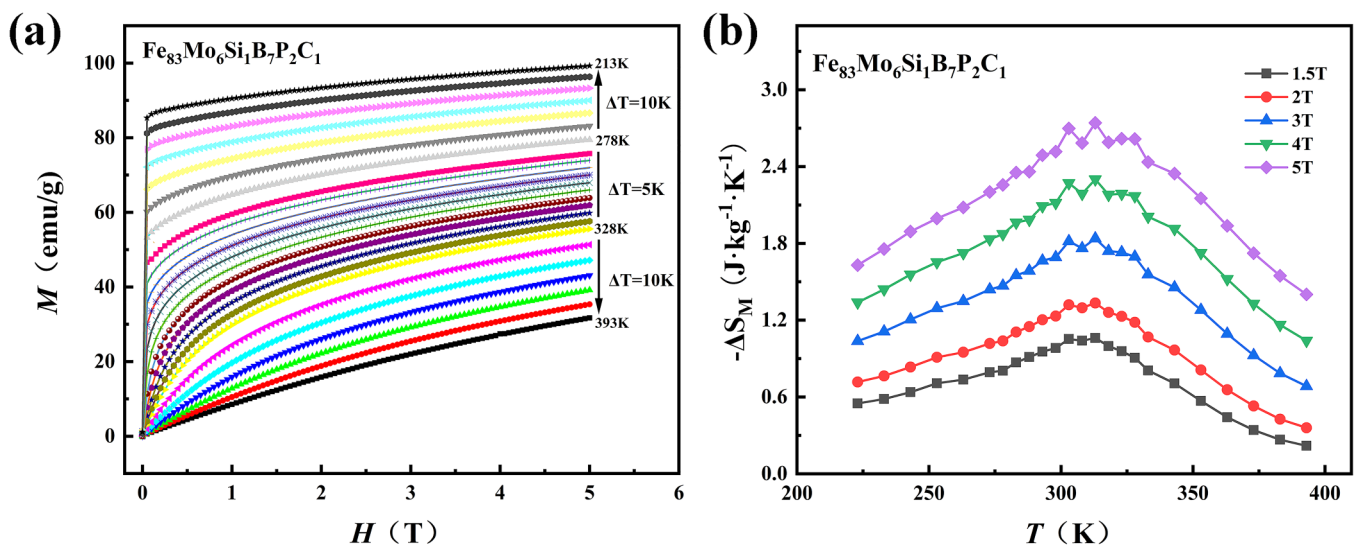 (a)
Fe₈₃Mo₆Si₁B₇P₂C₁
M（emu/g）
100
80
60
40
20
0
213K
ΔT=10K
278K
ΔT=5K
328K
ΔT=10K
393K
0 1 2 3 4 5 6
H（T）
(b)
Fe₈₃Mo₆Si₁B₇P₂C₁
1.5T
2T
3T
4T
5T
-ΔS_M（J·kg⁻¹·K⁻¹）
3.0
2.4
1.8
1.2
0.6
0.0
200 250 300 350 400
T（K）